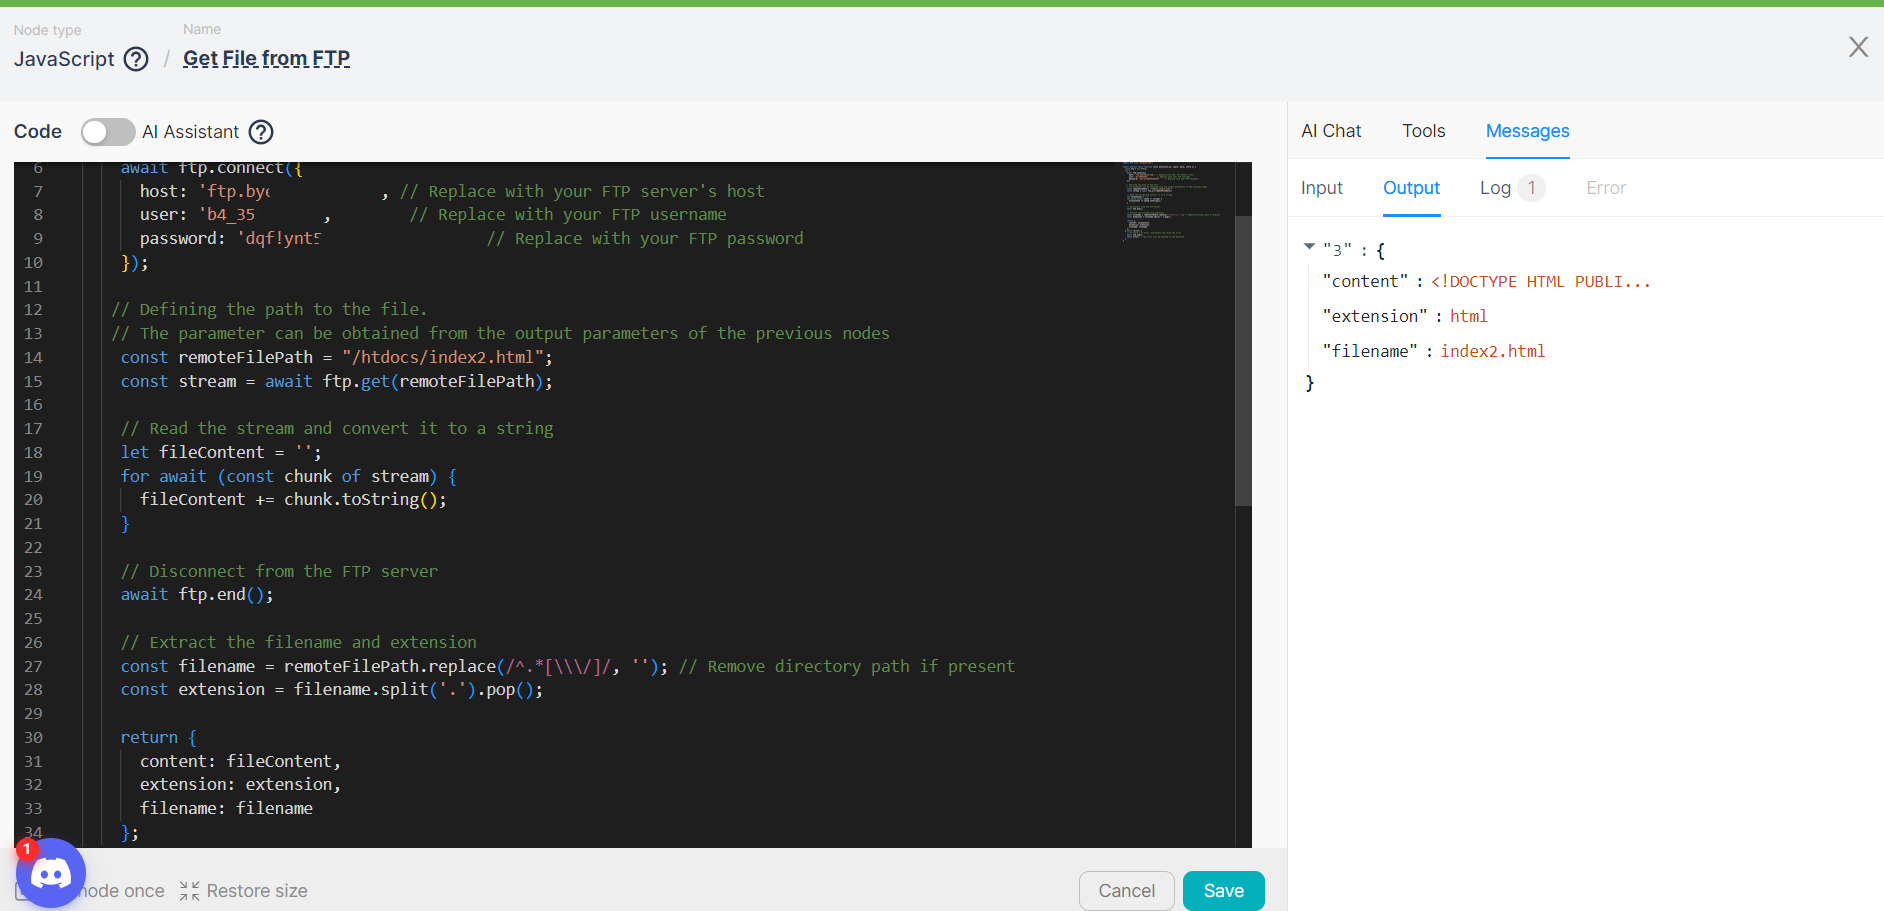 Node type
Name
JavaScript
/
Get File from FTP
Code
AI Assistant
AI Chat
Tools
Messages
Input
Output
Log 1
Error
6 await ftp.connect({
7 host: 'ftp.byc , // Replace with your FTP server's host
8 user: 'b4_35 , // Replace with your FTP username
9 password: 'dqf!ynt5 // Replace with your FTP password
10 });
11
12 // Defining the path to the file.
13 // The parameter can be obtained from the output parameters of the previous nodes
14 const remoteFilePath = "/htdocs/index2.html";
15 const stream = await ftp.get(remoteFilePath);
16
17 // Read the stream and convert it to a string
18 let fileContent = '';
19 for await (const chunk of stream) {
20 fileContent += chunk.toString();
21 }
22
23 // Disconnect from the FTP server
24 await ftp.end();
25
26 // Extract the filename and extension
27 const filename = remoteFilePath.replace(/^.*[\\\/]/, ''); // Remove directory path if present
28 const extension = filename.split('.').pop();
29
30 return {
31 content: fileContent,
32 extension: extension,
33 filename: filename
34 };
"3" : {
"content" : <!DOCTYPE HTML PUBLI...
"extension" : html
"filename" : index2.html
}
1
node once
Restore size
Cancel
Save